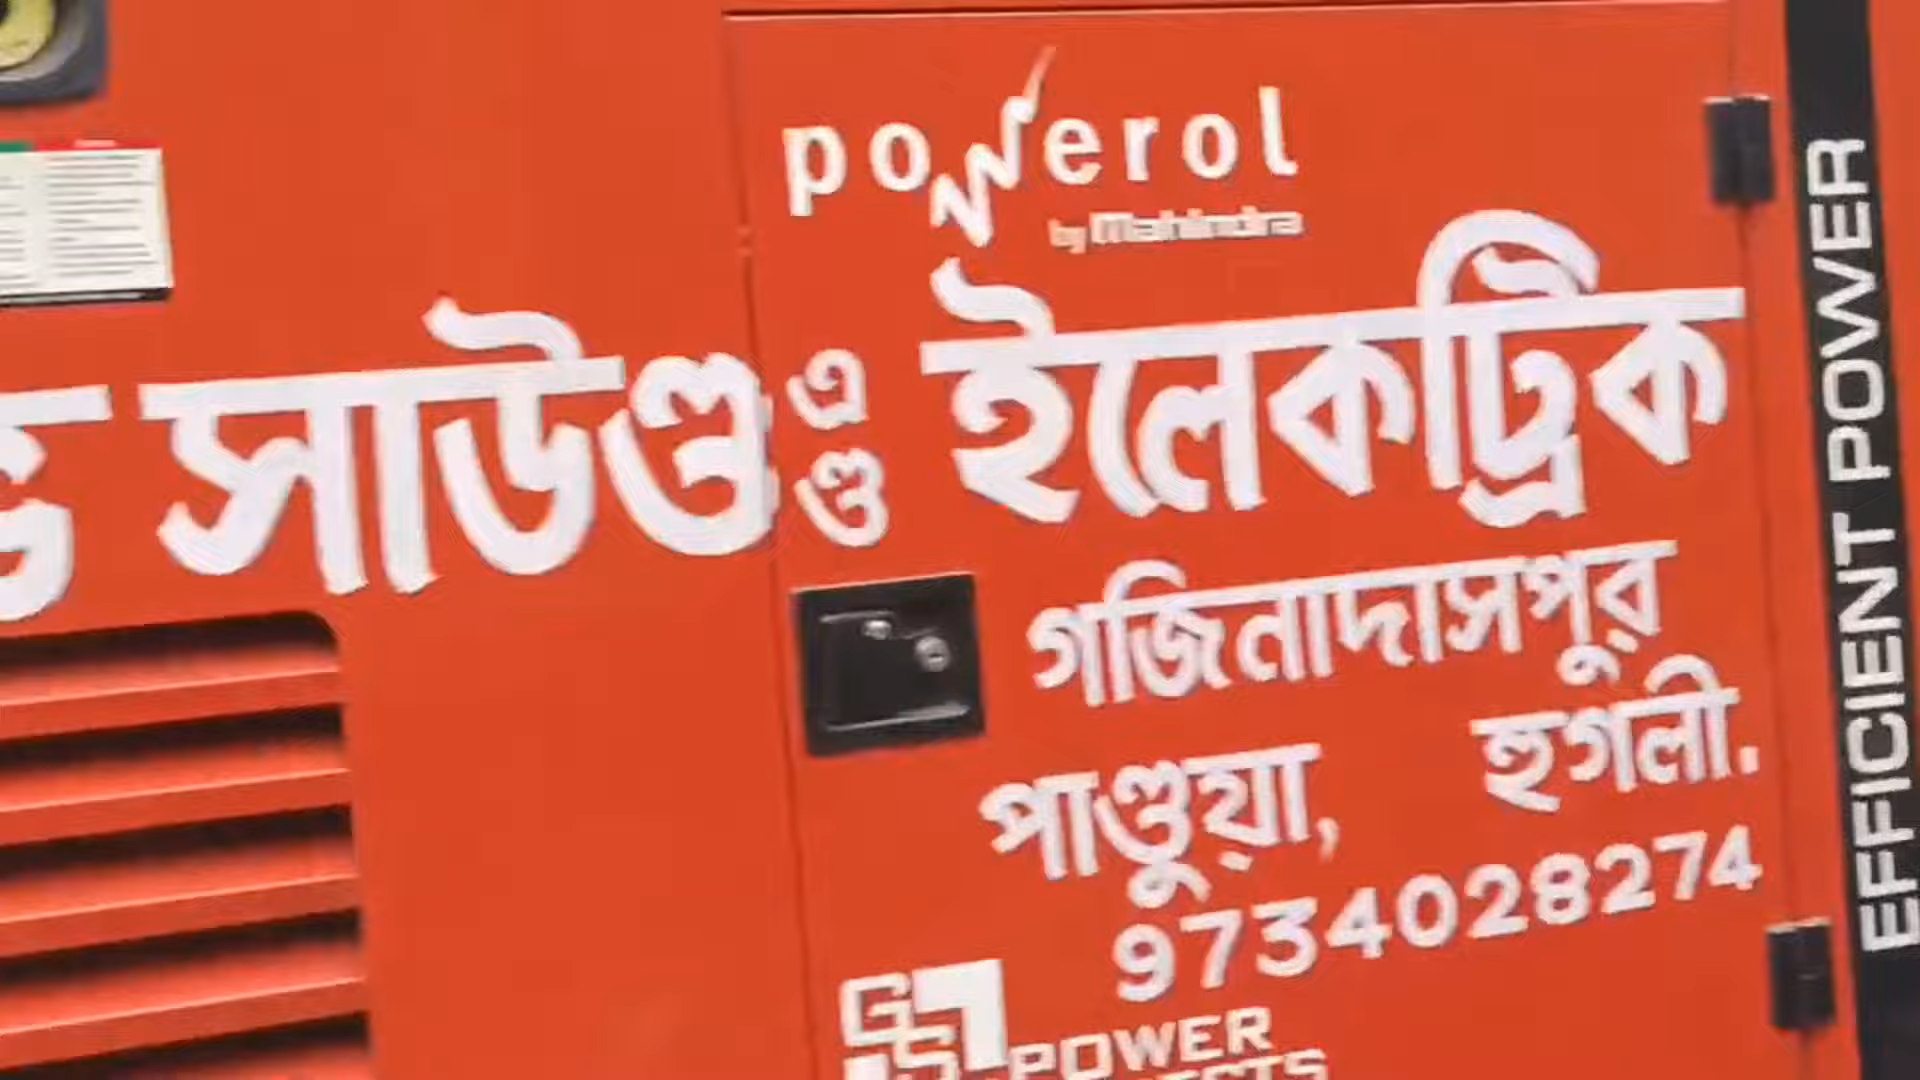 powerol
by Mahindra
সাউণ্ড এণ্ড ইলেকট্রিক
গজিনাদাসপুর
পাণ্ডুয়া, হুগলী.
9734028274
POWER
EFFICIENT POWER